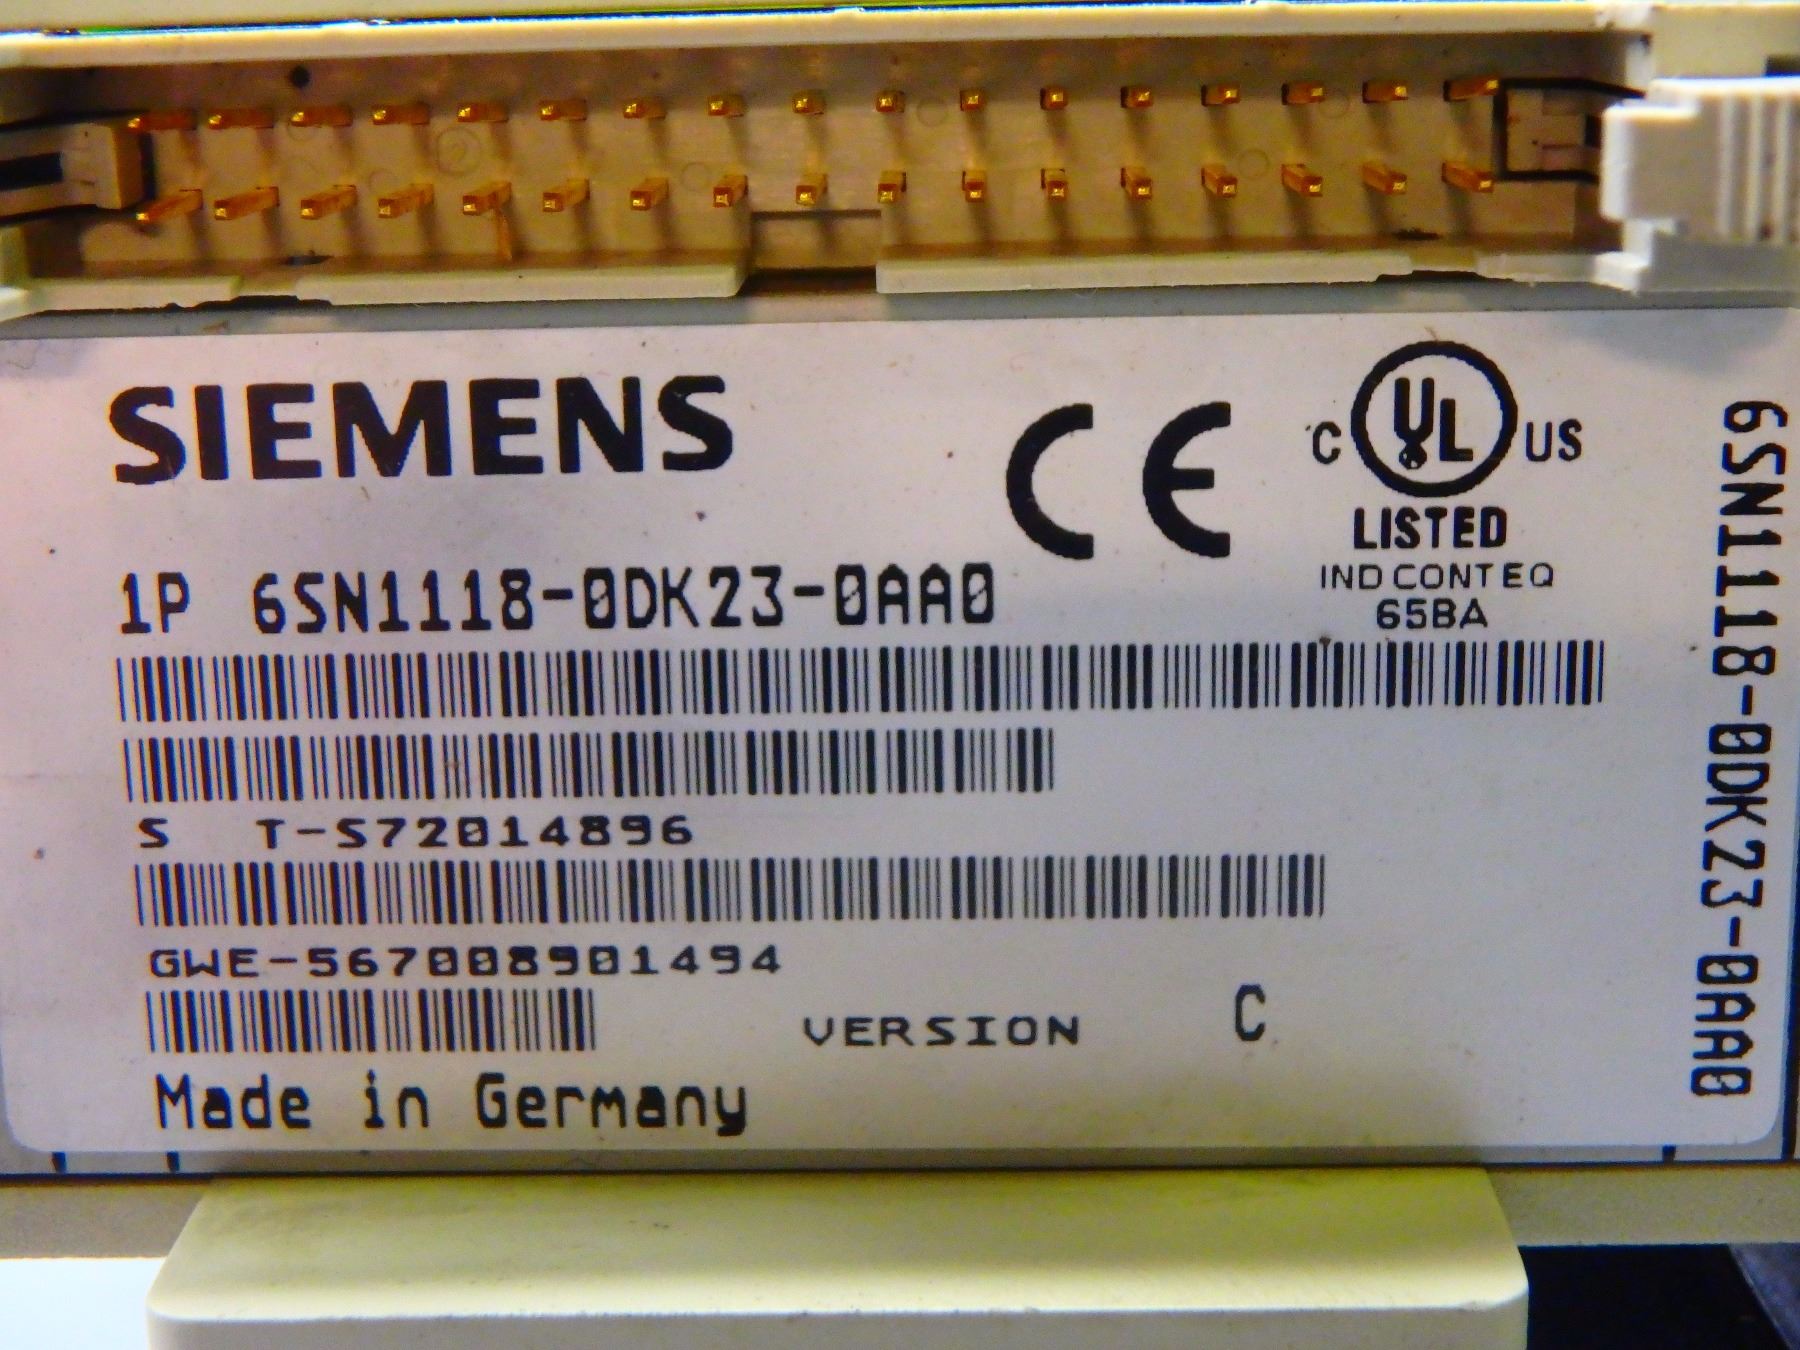 SIEMENS
CE
C UL US
LISTED
IND CONT EQ
65BA
1P 6SN1118-0DK23-0AA0
S T-S72014896
GWE-567008901494
VERSION C
Made in Germany
6SN1118-0DK23-0AA0